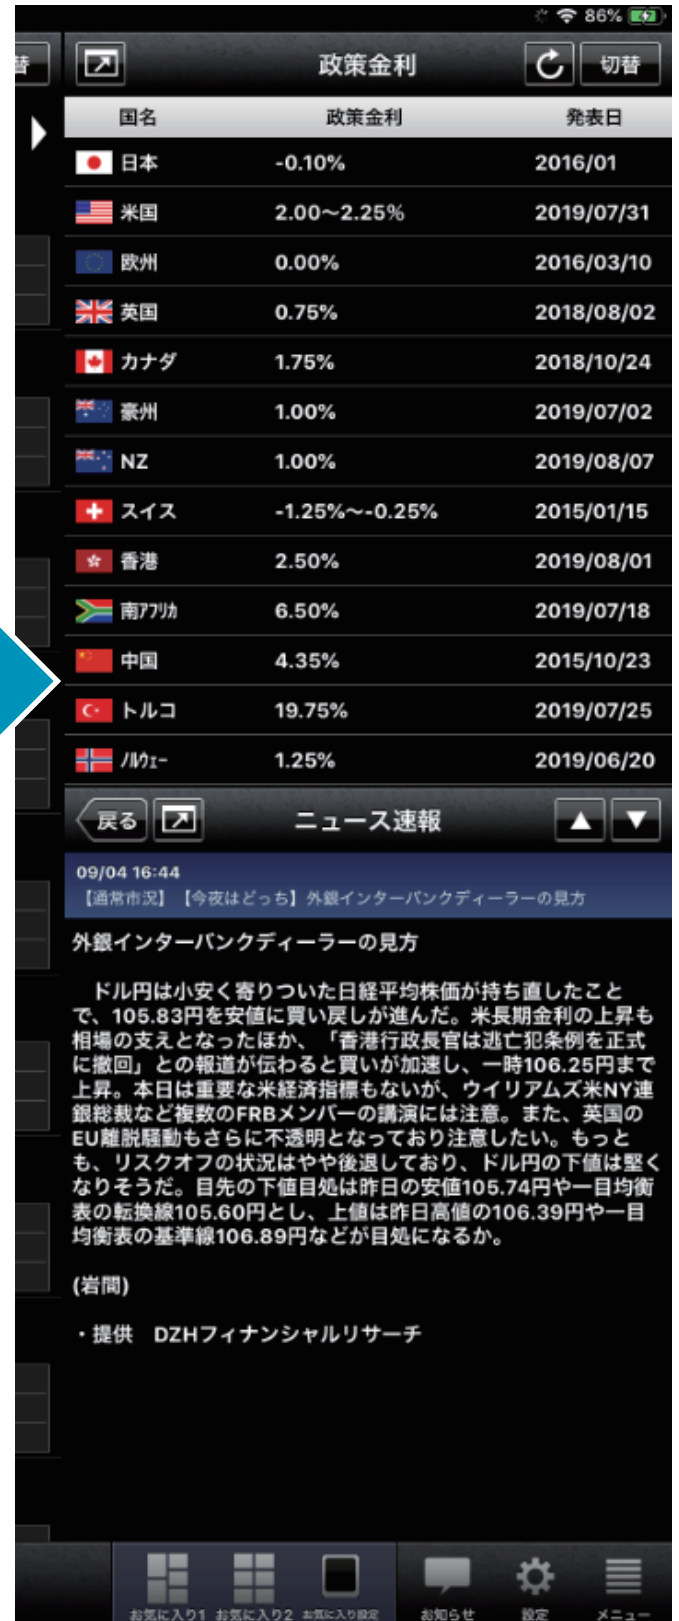 86%
替
政策金利
切替
国名 政策金利 発表日
日本 -0.10% 2016/01
米国 2.00～2.25% 2019/07/31
欧州 0.00% 2016/03/10
英国 0.75% 2018/08/02
カナダ 1.75% 2018/10/24
豪州 1.00% 2019/07/02
NZ 1.00% 2019/08/07
スイス -1.25%～-0.25% 2015/01/15
香港 2.50% 2019/08/01
南ｱﾌﾘｶ 6.50% 2019/07/18
中国 4.35% 2015/10/23
トルコ 19.75% 2019/07/25
ﾉﾙｳｪｰ 1.25% 2019/06/20
戻る ニュース速報 ▲ ▼
09/04 16:44
【通常市況】【今夜はどっち】外銀インターバンクディーラーの見方
外銀インターバンクディーラーの見方
　ドル円は小安く寄りついた日経平均株価が持ち直したこと
で、105.83円を安値に買い戻しが進んだ。米長期金利の上昇も
相場の支えとなったほか、「香港行政長官は逃亡犯条例を正式
に撤回」との報道が伝わると買いが加速し、一時106.25円まで
上昇。本日は重要な米経済指標もないが、ウイリアムズ米NY連
銀総裁など複数のFRBメンバーの講演には注意。また、英国の
EU離脱騒動もさらに不透明となっており注意したい。もっと
も、リスクオフの状況はやや後退しており、ドル円の下値は堅く
なりそうだ。目先の下値目処は昨日の安値105.74円や一目均衡
表の転換線105.60円とし、上値は昨日高値の106.39円や一目
均衡表の基準線106.89円などが目処になるか。
(岩間)
・提供　DZHフィナンシャルリサーチ
お気に入り1 お気に入り2 お気に入り設定 お知らせ 設定 メニュー